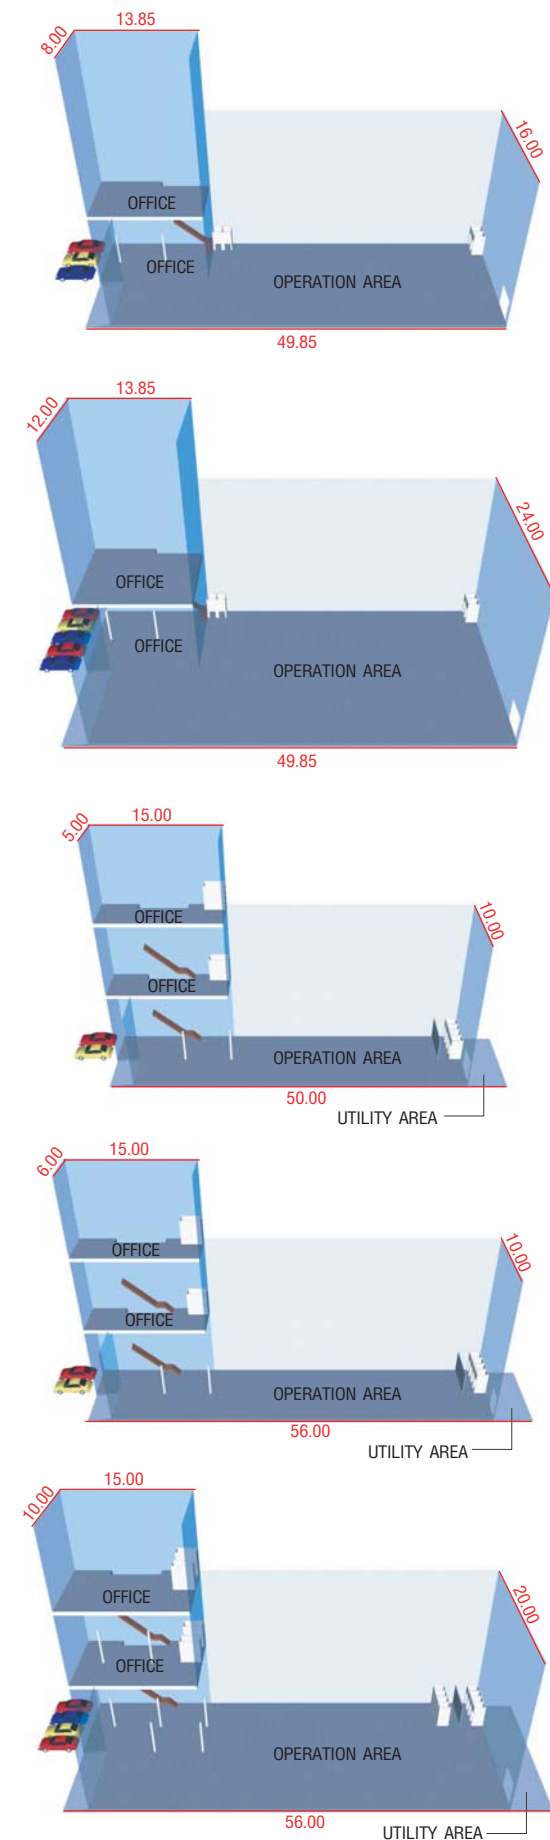 13.85
8.00
16.00
OFFICE
OFFICE
OPERATION AREA
49.85
13.85
12.00
24.00
OFFICE
OFFICE
OPERATION AREA
49.85
15.00
5.00
10.00
OFFICE
OFFICE
OPERATION AREA
50.00
UTILITY AREA
15.00
6.00
10.00
OFFICE
OFFICE
OPERATION AREA
56.00
UTILITY AREA
15.00
10.00
20.00
OFFICE
OFFICE
OPERATION AREA
56.00
UTILITY AREA